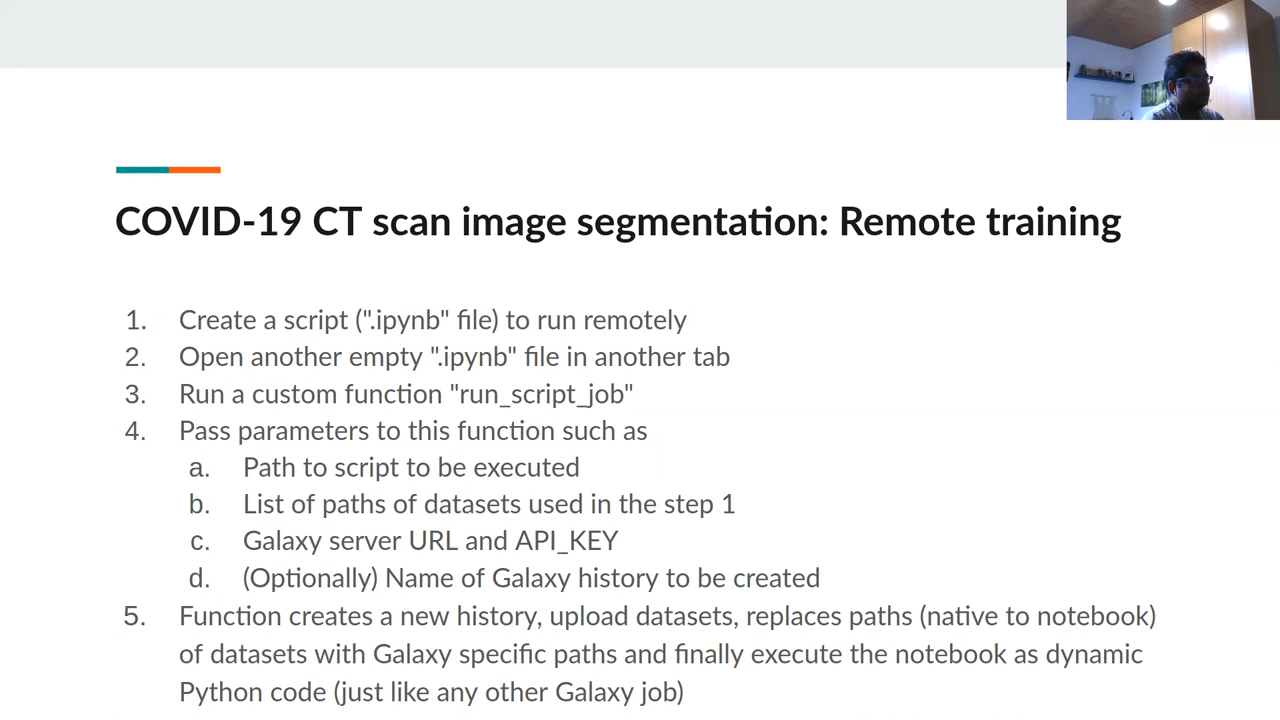 COVID-19 CT scan image segmentation: Remote training
1. Create a script (".ipynb" file) to run remotely
2. Open another empty ".ipynb" file in another tab
3. Run a custom function "run_script_job"
4. Pass parameters to this function such as
a. Path to script to be executed
b. List of paths of datasets used in the step 1
c. Galaxy server URL and API_KEY
d. (Optionally) Name of Galaxy history to be created
5. Function creates a new history, upload datasets, replaces paths (native to notebook)
of datasets with Galaxy specific paths and finally execute the notebook as dynamic
Python code (just like any other Galaxy job)